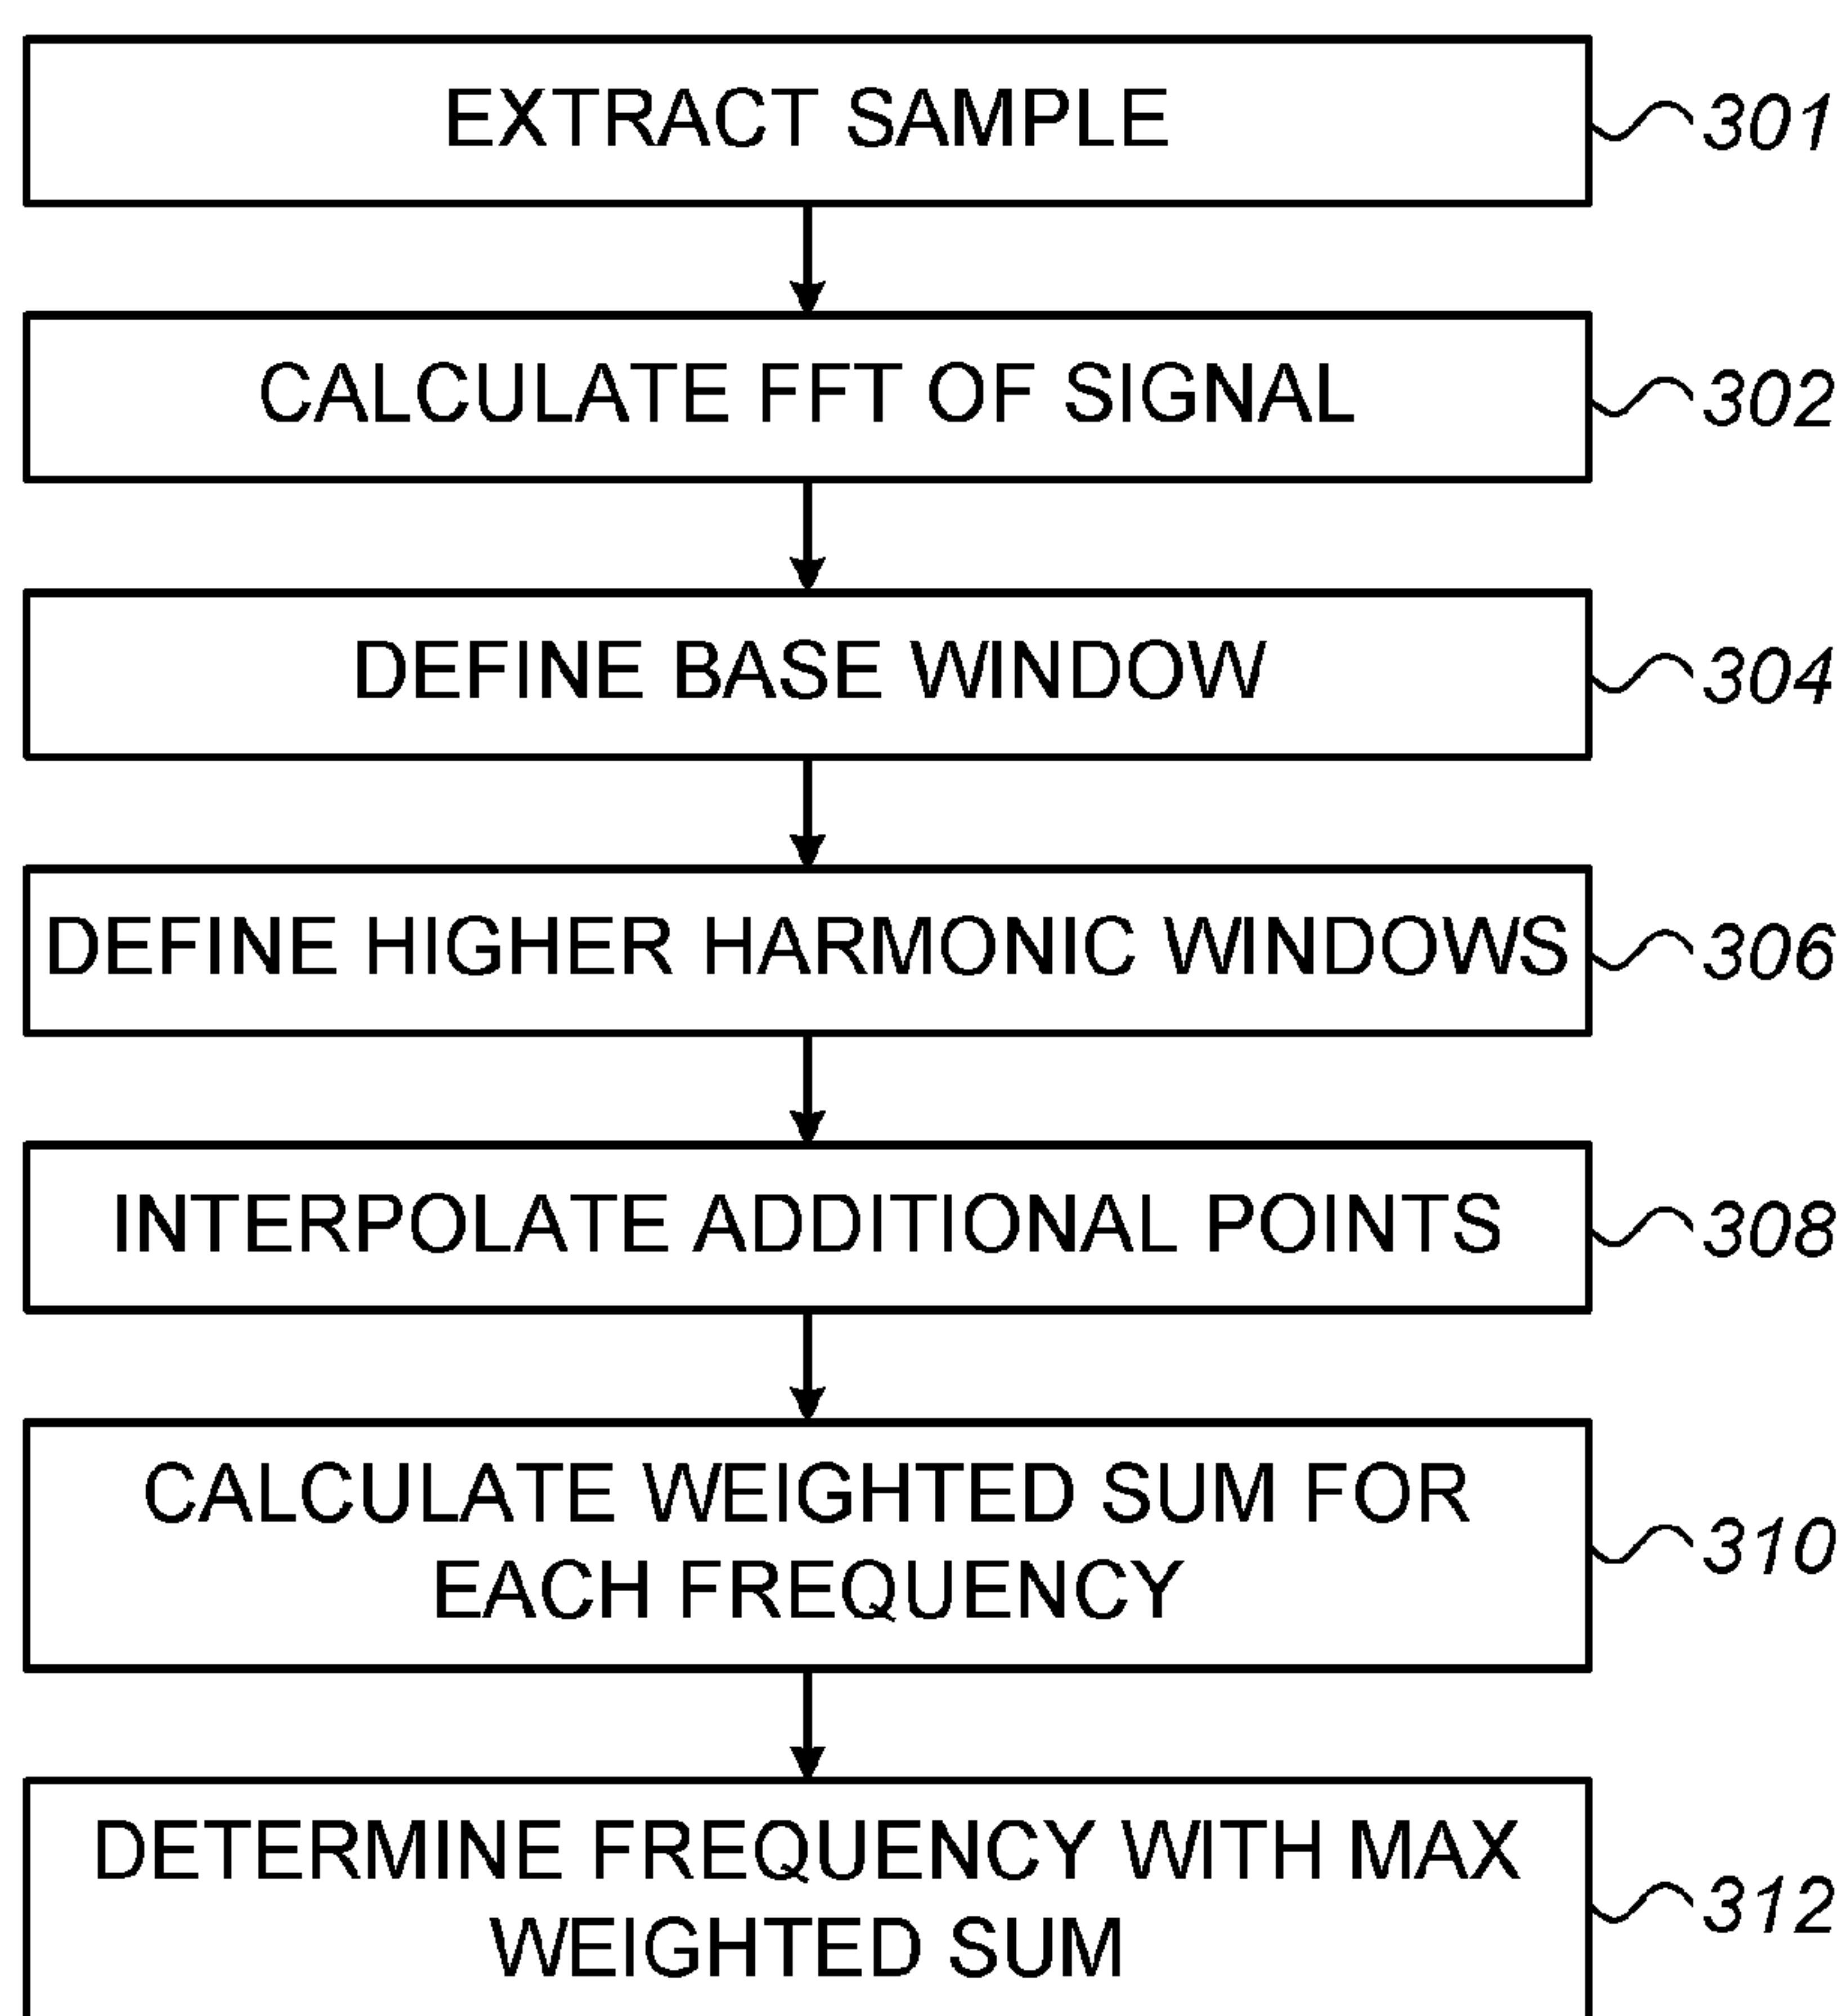 EXTRACT SAMPLE
301
CALCULATE FFT OF SIGNAL
302
DEFINE BASE WINDOW
304
DEFINE HIGHER HARMONIC WINDOWS
306
INTERPOLATE ADDITIONAL POINTS
308
CALCULATE WEIGHTED SUM FOR
EACH FREQUENCY
310
DETERMINE FREQUENCY WITH MAX
WEIGHTED SUM
312